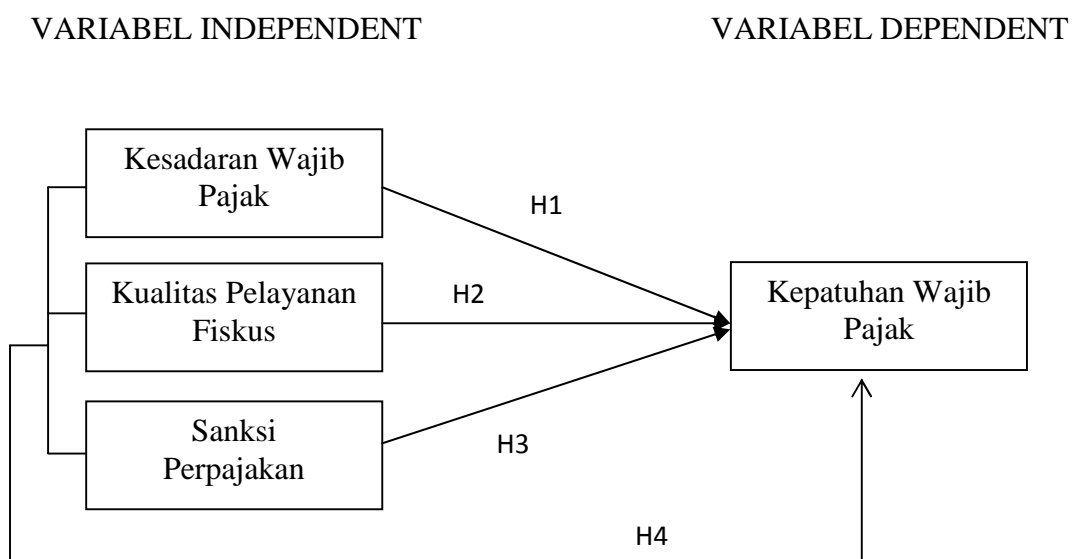 VARIABEL INDEPENDENT
VARIABEL DEPENDENT
Kesadaran Wajib
Pajak
H1
Kualitas Pelayanan
Fiskus
H2
Kepatuhan Wajib
Pajak
Sanksi
Perpajakan
H3
H4